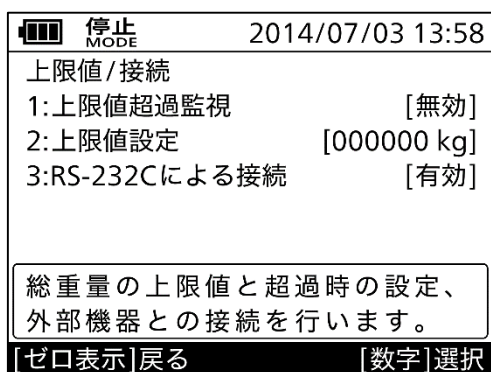 停止 2014/07/03 13:58
MODE
上限値/接続
1:上限値超過監視 [無効]
2:上限値設定 [000000 kg]
3:RS-232Cによる接続 [有効]
総重量の上限値と超過時の設定、
外部機器との接続を行います。
[ゼロ表示]戻る [数字]選択